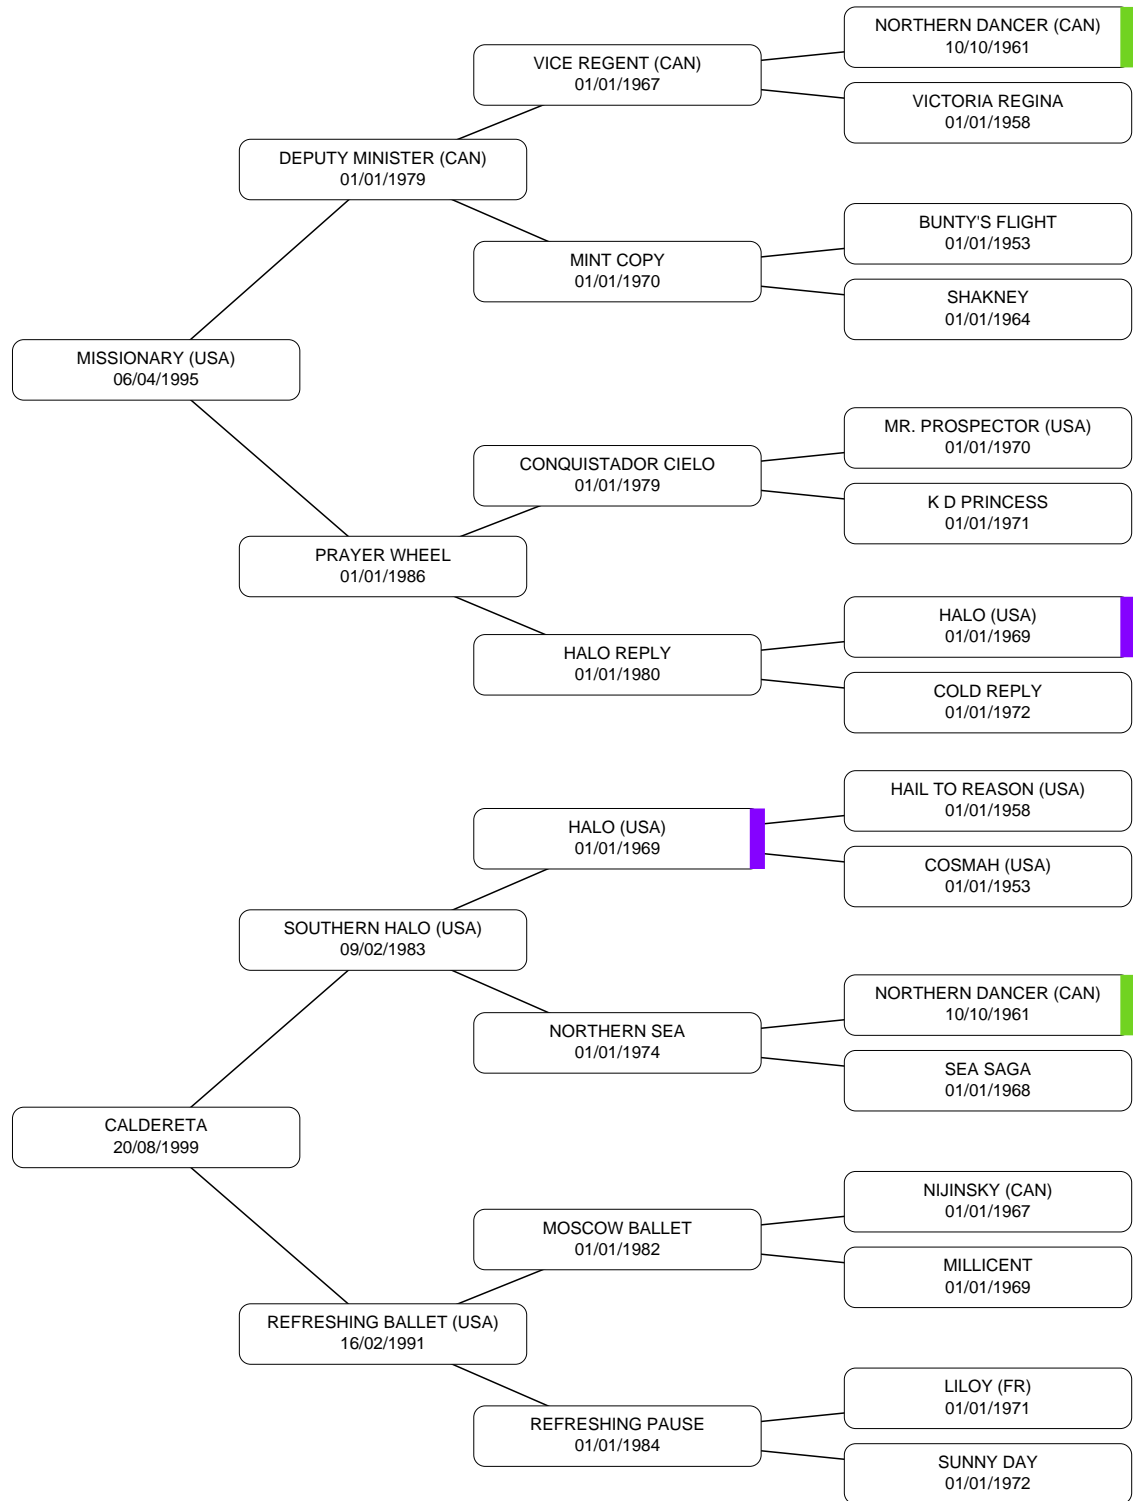 NORTHERN DANCER (CAN)
10/10/1961
VICE REGENT (CAN)
01/01/1967
VICTORIA REGINA
01/01/1958
DEPUTY MINISTER (CAN)
01/01/1979
BUNTY'S FLIGHT
01/01/1953
MINT COPY
01/01/1970
SHAKNEY
01/01/1964
MISSIONARY (USA)
06/04/1995
MR. PROSPECTOR (USA)
01/01/1970
CONQUISTADOR CIELO
01/01/1979
K D PRINCESS
01/01/1971
PRAYER WHEEL
01/01/1986
HALO (USA)
01/01/1969
HALO REPLY
01/01/1980
COLD REPLY
01/01/1972
HAIL TO REASON (USA)
01/01/1958
HALO (USA)
01/01/1969
COSMAH (USA)
01/01/1953
SOUTHERN HALO (USA)
09/02/1983
NORTHERN DANCER (CAN)
10/10/1961
NORTHERN SEA
01/01/1974
SEA SAGA
01/01/1968
CALDERETA
20/08/1999
NIJINSKY (CAN)
01/01/1967
MOSCOW BALLET
01/01/1982
MILLICENT
01/01/1969
REFRESHING BALLET (USA)
16/02/1991
LILOY (FR)
01/01/1971
REFRESHING PAUSE
01/01/1984
SUNNY DAY
01/01/1972